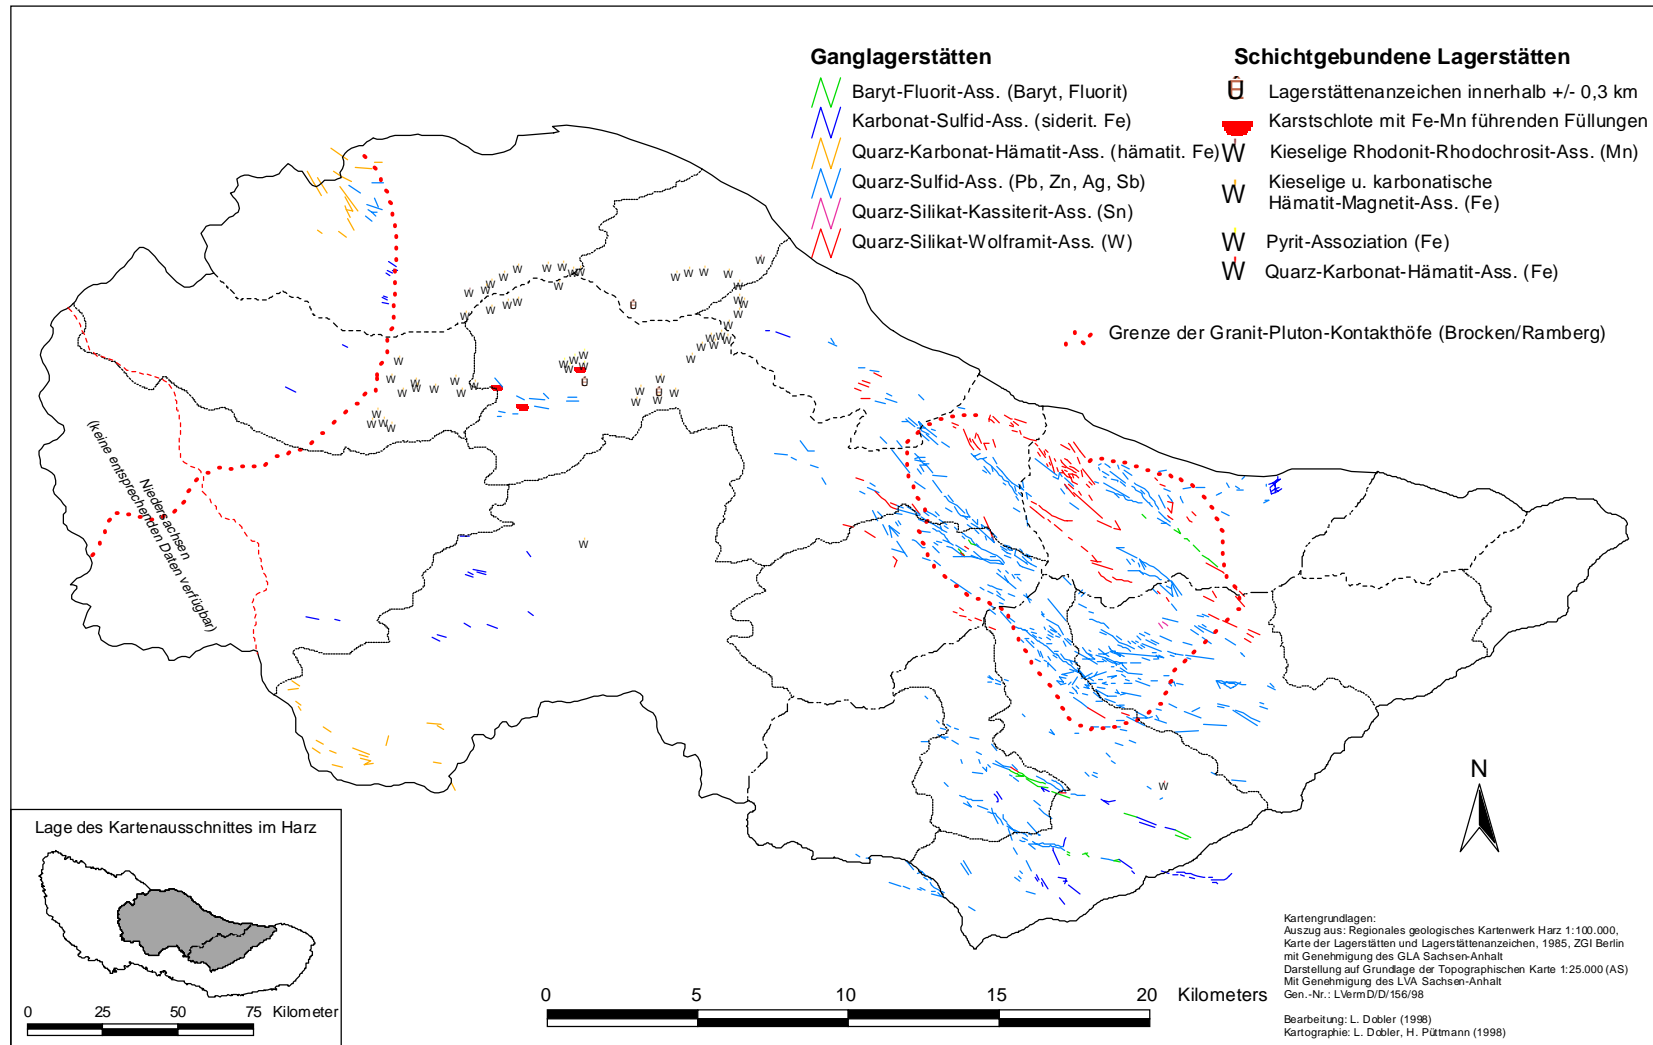 Ganglagerstätten
Baryt-Fluorit-Ass. (Baryt, Fluorit)
Karbonat-Sulfid-Ass. (siderit. Fe)
Quarz-Karbonat-Hämatit-Ass. (hämatit. Fe)
Quarz-Sulfid-Ass. (Pb, Zn, Ag, Sb)
Quarz-Silikat-Kassiterit-Ass. (Sn)
Quarz-Silikat-Wolframit-Ass. (W)
Schichtgebundene Lagerstätten
Lagerstättenanzeichen innerhalb +/- 0,3 km
Karstschlote mit Fe-Mn führenden Füllungen
W Kieselige Rhodonit-Rhodochrosit-Ass. (Mn)
W Kieselige u. karbonatische
Hämatit-Magnetit-Ass. (Fe)
W Pyrit-Assoziation (Fe)
W Quarz-Karbonat-Hämatit-Ass. (Fe)
Grenze der Granit-Pluton-Kontakthöfe (Brocken/Ramberg)
Niedersachsen
(keine entsprechenden Daten verfügbar)
N
Lage des Kartenausschnittes im Harz
0 25 50 75 Kilometer
0 5 10 15 20 Kilometers
Kartengrundlagen:
Auszug aus: Regionales geologisches Kartenwerk Harz 1:100.000,
Karte der Lagerstätten und Lagerstättenanzeichen, 1985, ZGI Berlin
mit Genehmigung des GLA Sachsen-Anhalt
Darstellung auf Grundlage der Topographischen Karte 1:25.000 (AS)
Mit Genehmigung des LVA Sachsen-Anhalt
Gen.-Nr.: LVermD/D/156/98
Bearbeitung: L. Dobler (1998)
Kartographie: L. Dobler, H. Püttmann (1998)